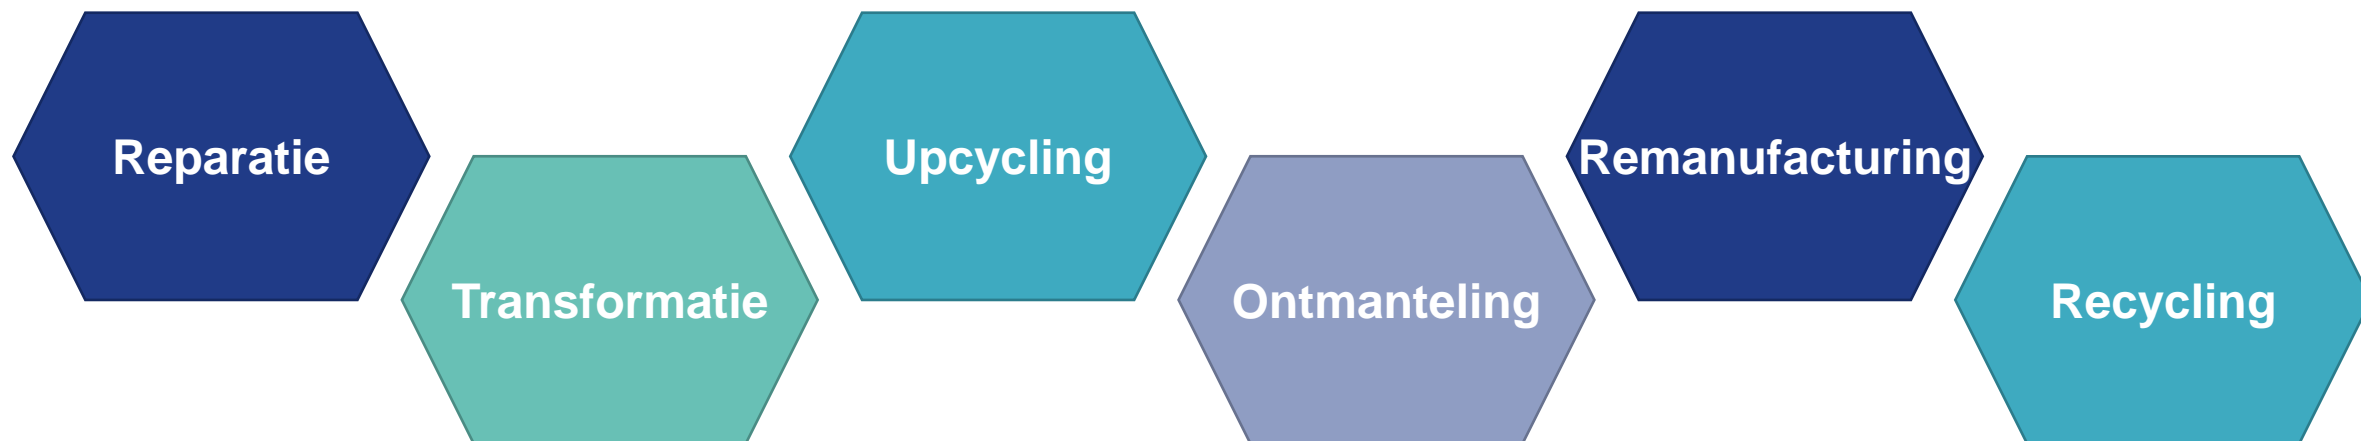 Reparatie
Transformatie
Upcycling
Ontmanteling
Remanufacturing
Recycling